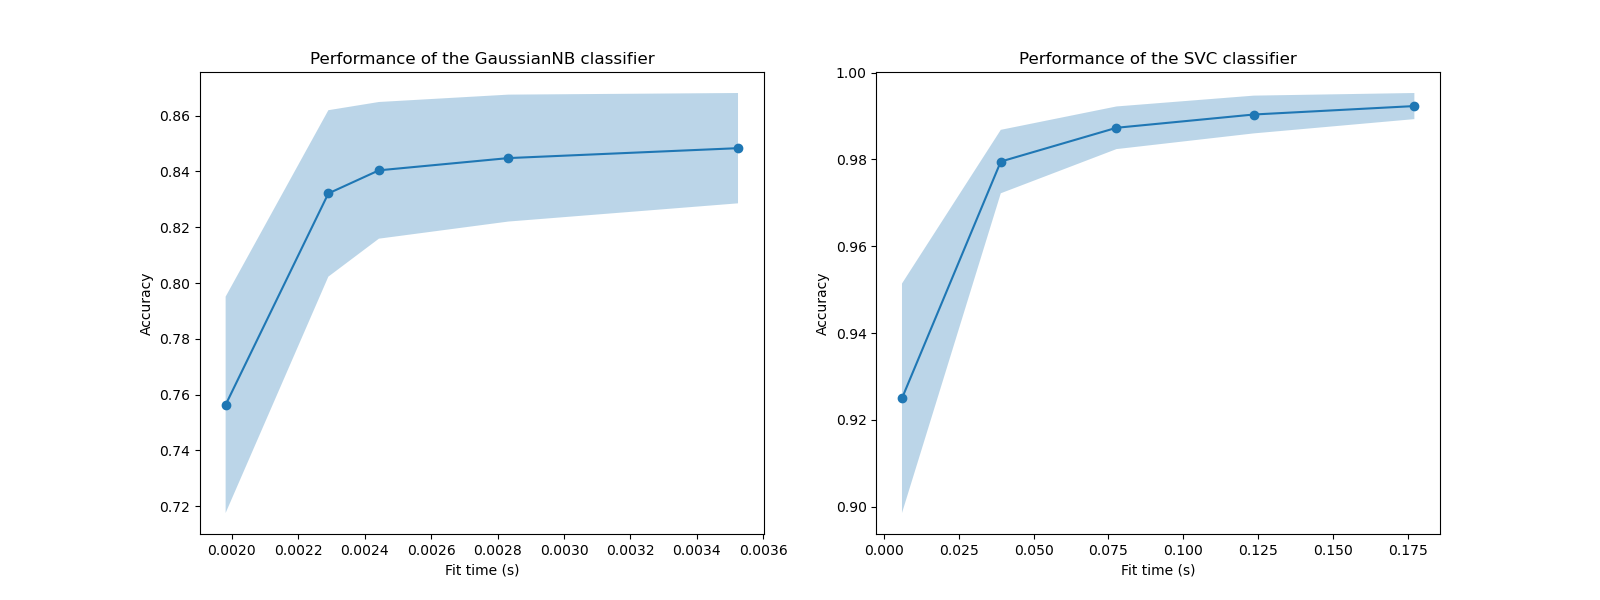 Performance of the GaussianNB classifier
0.86
0.84
0.82
0.80
0.78
0.76
0.74
0.72
Accuracy
0.0020 0.0022 0.0024 0.0026 0.0028 0.0030 0.0032 0.0034 0.0036
Fit time (s)
Performance of the SVC classifier
1.00
0.98
0.96
0.94
0.92
0.90
Accuracy
0.000 0.025 0.050 0.075 0.100 0.125 0.150 0.175
Fit time (s)